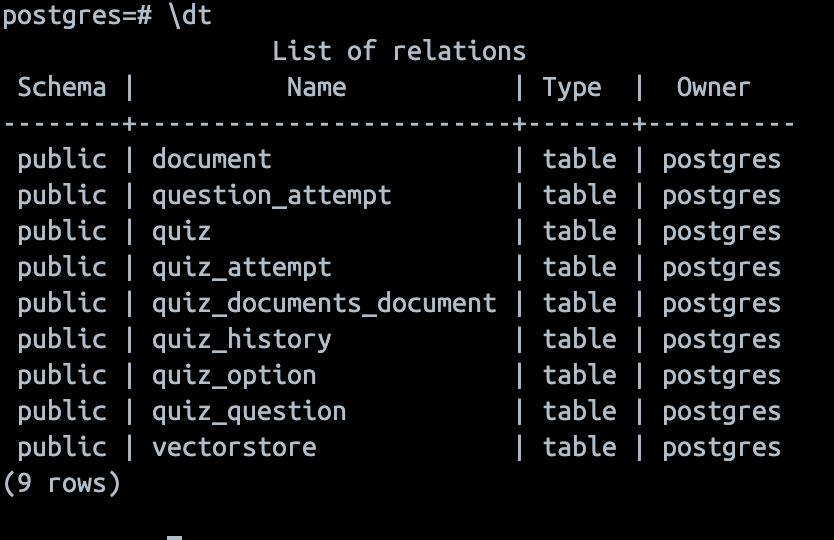 postgres=# \dt
                  List of relations
 Schema |          Name           | Type  |  Owner
--------+-------------------------+-------+----------
 public | document                | table | postgres
 public | question_attempt        | table | postgres
 public | quiz                    | table | postgres
 public | quiz_attempt            | table | postgres
 public | quiz_documents_document | table | postgres
 public | quiz_history            | table | postgres
 public | quiz_option             | table | postgres
 public | quiz_question           | table | postgres
 public | vectorstore             | table | postgres
(9 rows)